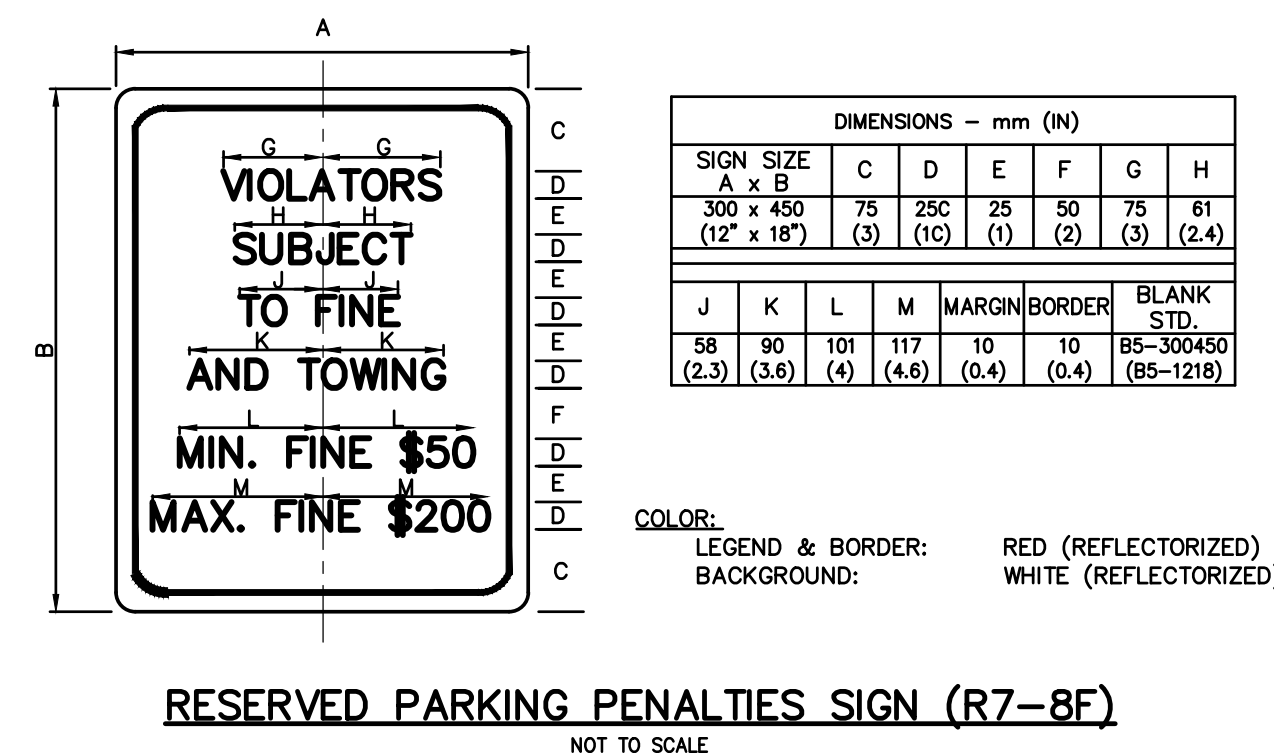 A
C
G G
VIOLATORS D
E
H H
SUBJECT D
E
J J
TO FINE D
E
K K
AND TOWING D
F
L L
MIN. FINE $50 D
E
M M
MAX. FINE $200 D
C
B
DIMENSIONS – mm (IN)
SIGN SIZE A x B C D E F G H
300 x 450 75 25C 25 50 75 61
(12" x 18") (3) (1C) (1) (2) (3) (2.4)
J K L M MARGIN BORDER BLANK STD.
58 90 101 117 10 10 B5-300450
(2.3) (3.6) (4) (4.6) (0.4) (0.4) (B5-1218)
COLOR:
LEGEND & BORDER: RED (REFLECTORIZED)
BACKGROUND: WHITE (REFLECTORIZED)
RESERVED PARKING PENALTIES SIGN (R7-8F)
NOT TO SCALE